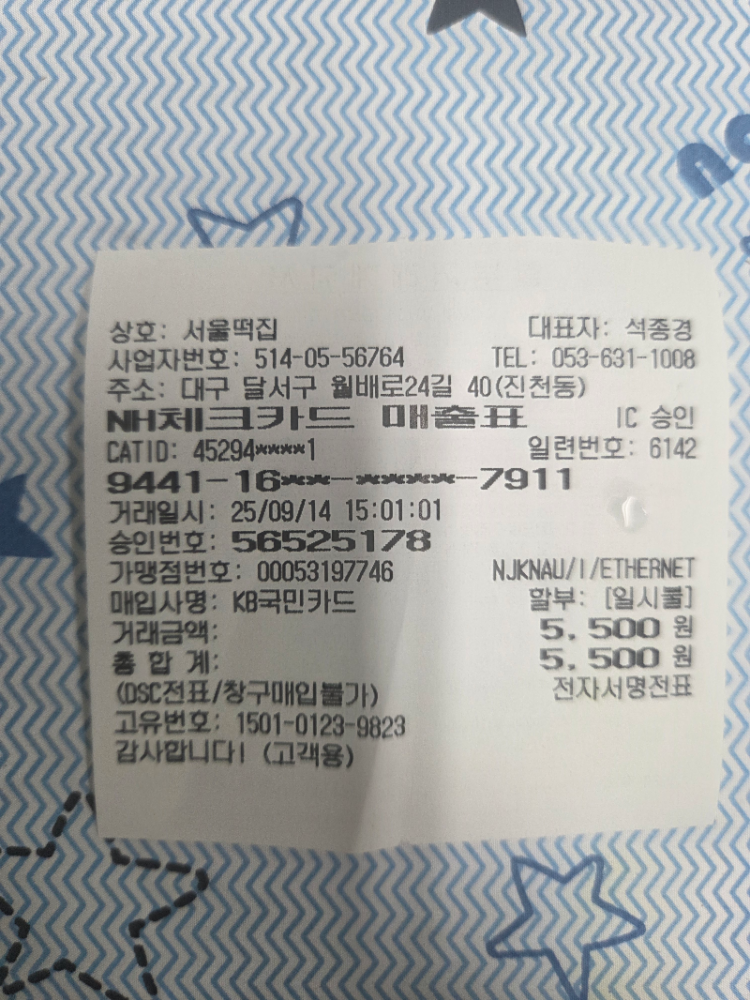 상호: 서울떡집 대표자: 석종경
사업자번호: 514-05-56764 TEL: 053-631-1008
주소: 대구 달서구 월배로24길 40(진천동)
NH체크카드 매출표 IC 승인
CATID: 45294****1 일련번호: 6142
9441-16**-****-7911
거래일시: 25/09/14 15:01:01
승인번호: 56525178
가맹점번호: 00053197746 NJKNAU/I/ETHERNET
매입사명: KB국민카드 할부: [일시불]
거래금액: 5,500 원
총 합 계: 5,500 원
(DSC전표/창구매입불가) 전자서명전표
고유번호: 1501-0123-9823
감사합니다! (고객용)